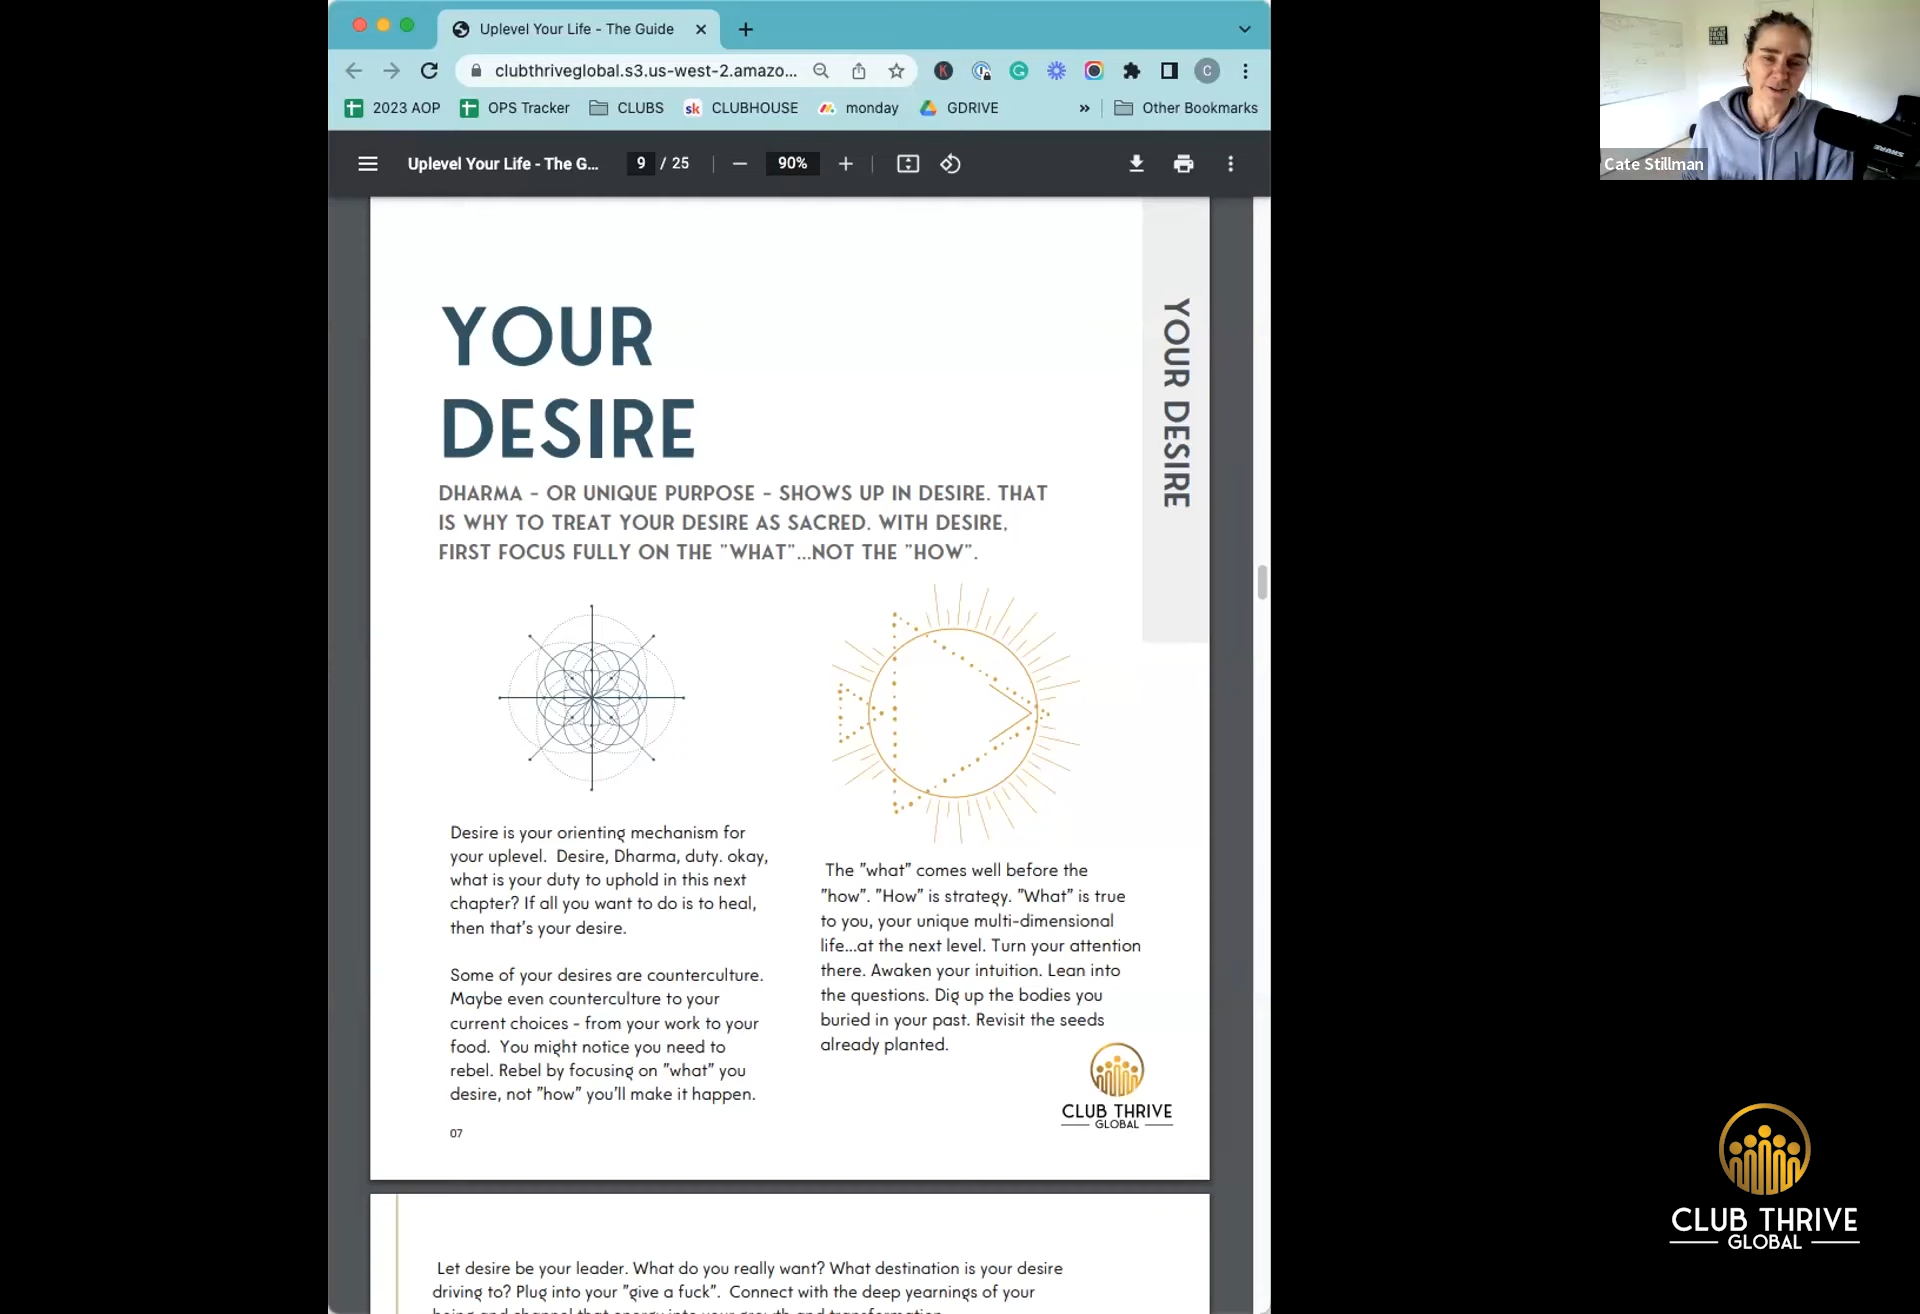 Uplevel Your Life - The Guide
clubthriveglobal.s3.us-west-2.amazo...
K
G
C
2023 AOP
OPS Tracker
CLUBS
sk CLUBHOUSE
monday
GDRIVE
»
Other Bookmarks
Uplevel Your Life - The G...
9 / 25
90%
Cate Stillman
YOUR
DESIRE
YOUR DESIRE
DHARMA - OR UNIQUE PURPOSE - SHOWS UP IN DESIRE. THAT
IS WHY TO TREAT YOUR DESIRE AS SACRED. WITH DESIRE,
FIRST FOCUS FULLY ON THE "WHAT"...NOT THE "HOW".
Desire is your orienting mechanism for
your uplevel.  Desire, Dharma, duty. okay,
what is your duty to uphold in this next
chapter? If all you want to do is to heal,
then that's your desire.
Some of your desires are counterculture.
Maybe even counterculture to your
current choices - from your work to your
food.  You might notice you need to
rebel. Rebel by focusing on "what" you
desire, not "how" you'll make it happen.
07
The "what" comes well before the
"how". "How" is strategy. "What" is true
to you, your unique multi-dimensional
life...at the next level. Turn your attention
there. Awaken your intuition. Lean into
the questions. Dig up the bodies you
buried in your past. Revisit the seeds
already planted.
CLUB THRIVE
GLOBAL
Let desire be your leader. What do you really want? What destination is your desire
driving to? Plug into your "give a fuck".  Connect with the deep yearnings of your
CLUB THRIVE
GLOBAL